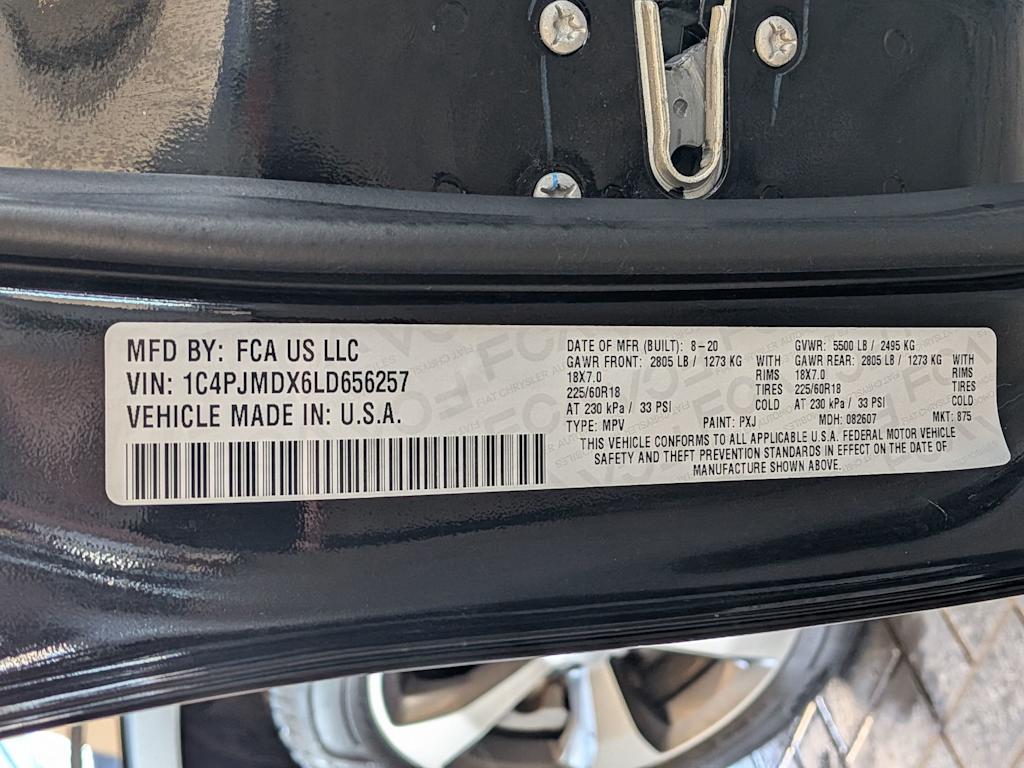 MFD BY: FCA US LLC
VIN: 1C4PJMDX6LD656257
VEHICLE MADE IN: U.S.A.
DATE OF MFR (BUILT): 8-20 GVWR: 5500 LB / 2495 KG
GAWR FRONT: 2805 LB / 1273 KG WITH GAWR REAR: 2805 LB / 1273 KG WITH
18X7.0 RIMS 18X7.0 RIMS
225/60R18 TIRES 225/60R18 TIRES
AT 230 kPa / 33 PSI COLD AT 230 kPa / 33 PSI COLD
TYPE: MPV PAINT: PXJ MDH: 082607 MKT: 875
THIS VEHICLE CONFORMS TO ALL APPLICABLE U.S.A. FEDERAL MOTOR VEHICLE
SAFETY AND THEFT PREVENTION STANDARDS IN EFFECT ON THE DATE OF
MANUFACTURE SHOWN ABOVE.